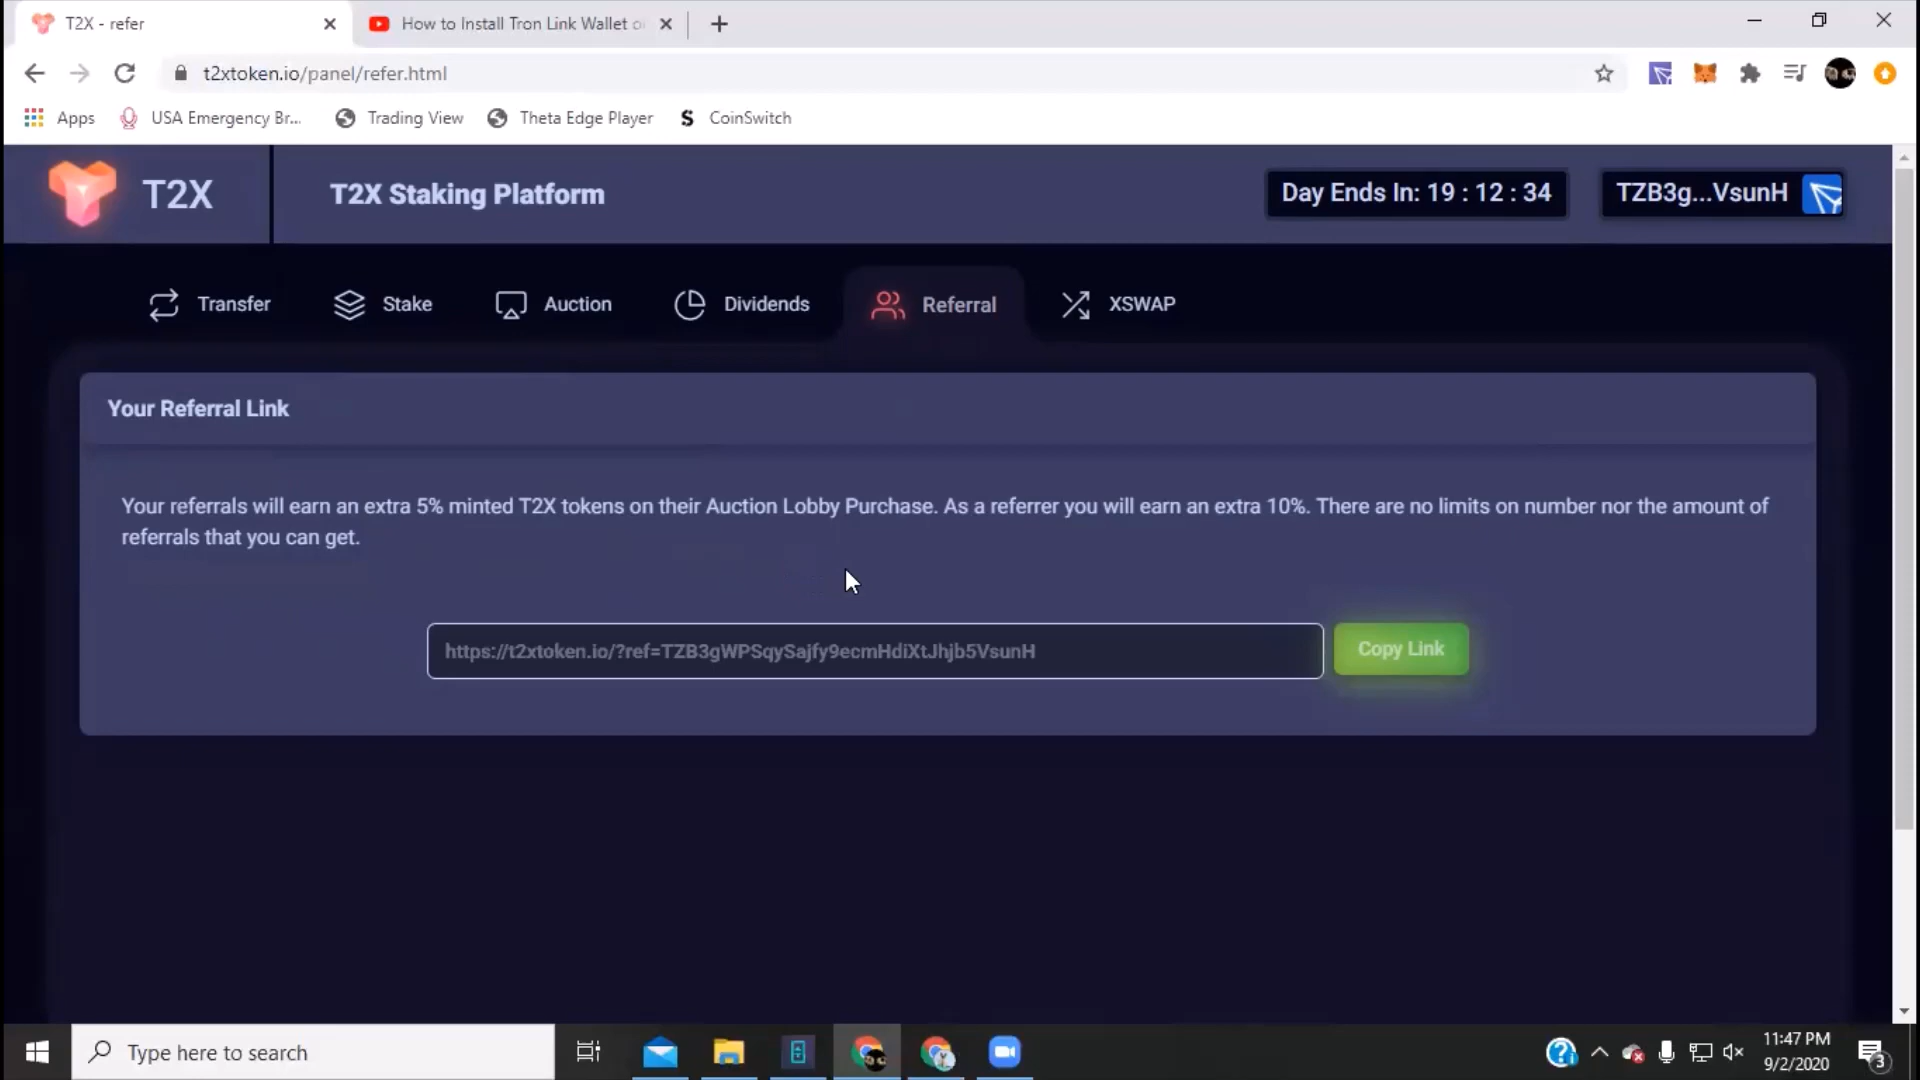 T2X - refer
How to Install Tron Link Wallet o
t2xtoken.io/panel/refer.html
Apps
USA Emergency Br...
Trading View
Theta Edge Player
CoinSwitch
T2X
T2X Staking Platform
Day Ends In: 19 : 12 : 34
TZB3g...VsunH
Transfer
Stake
Auction
Dividends
Referral
XSWAP
Your Referral Link
Your referrals will earn an extra 5% minted T2X tokens on their Auction Lobby Purchase. As a referrer you will earn an extra 10%. There are no limits on number nor the amount of
referrals that you can get.
https://t2xtoken.io/?ref=TZB3gWPSqySajfy9ecmHdiXtJhjb5VsunH
Copy Link
Type here to search
11:47 PM
9/2/2020
3